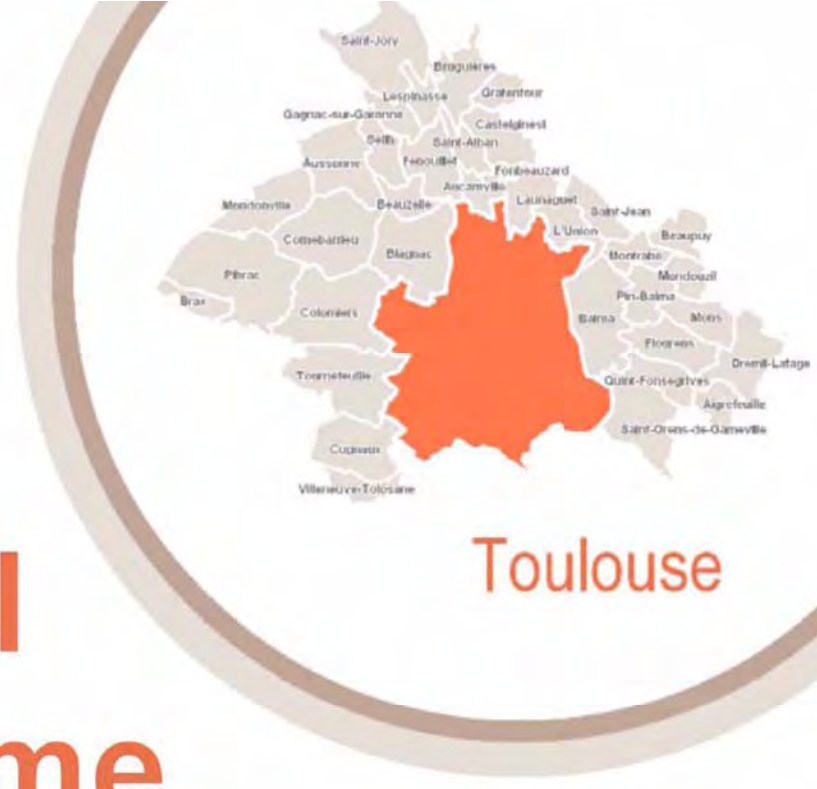 Saint-Jory
Bruguières
Lespinasse
Gratentour
Gagnac-sur-Garonne
Castelginest
Seilh
Saint-Alban
Aussonne
Fenouillet
Fonbeauzard
Aucamville
Mondonville
Beauzelle
Launaguet
Saint-Jean
L'Union
Beaupuy
Cornebarrieu
Blagnac
Montrabé
Mondouzil
Pibrac
Pin-Balma
Brax
Colomiers
Balma
Mons
Flourens
Dremil-Lafage
Tournefeuille
Quint-Fonsegrives
Aigrefeuille
Saint-Orens-de-Gameville
Cugnaux
Villeneuve-Tolosane
Toulouse
l
me